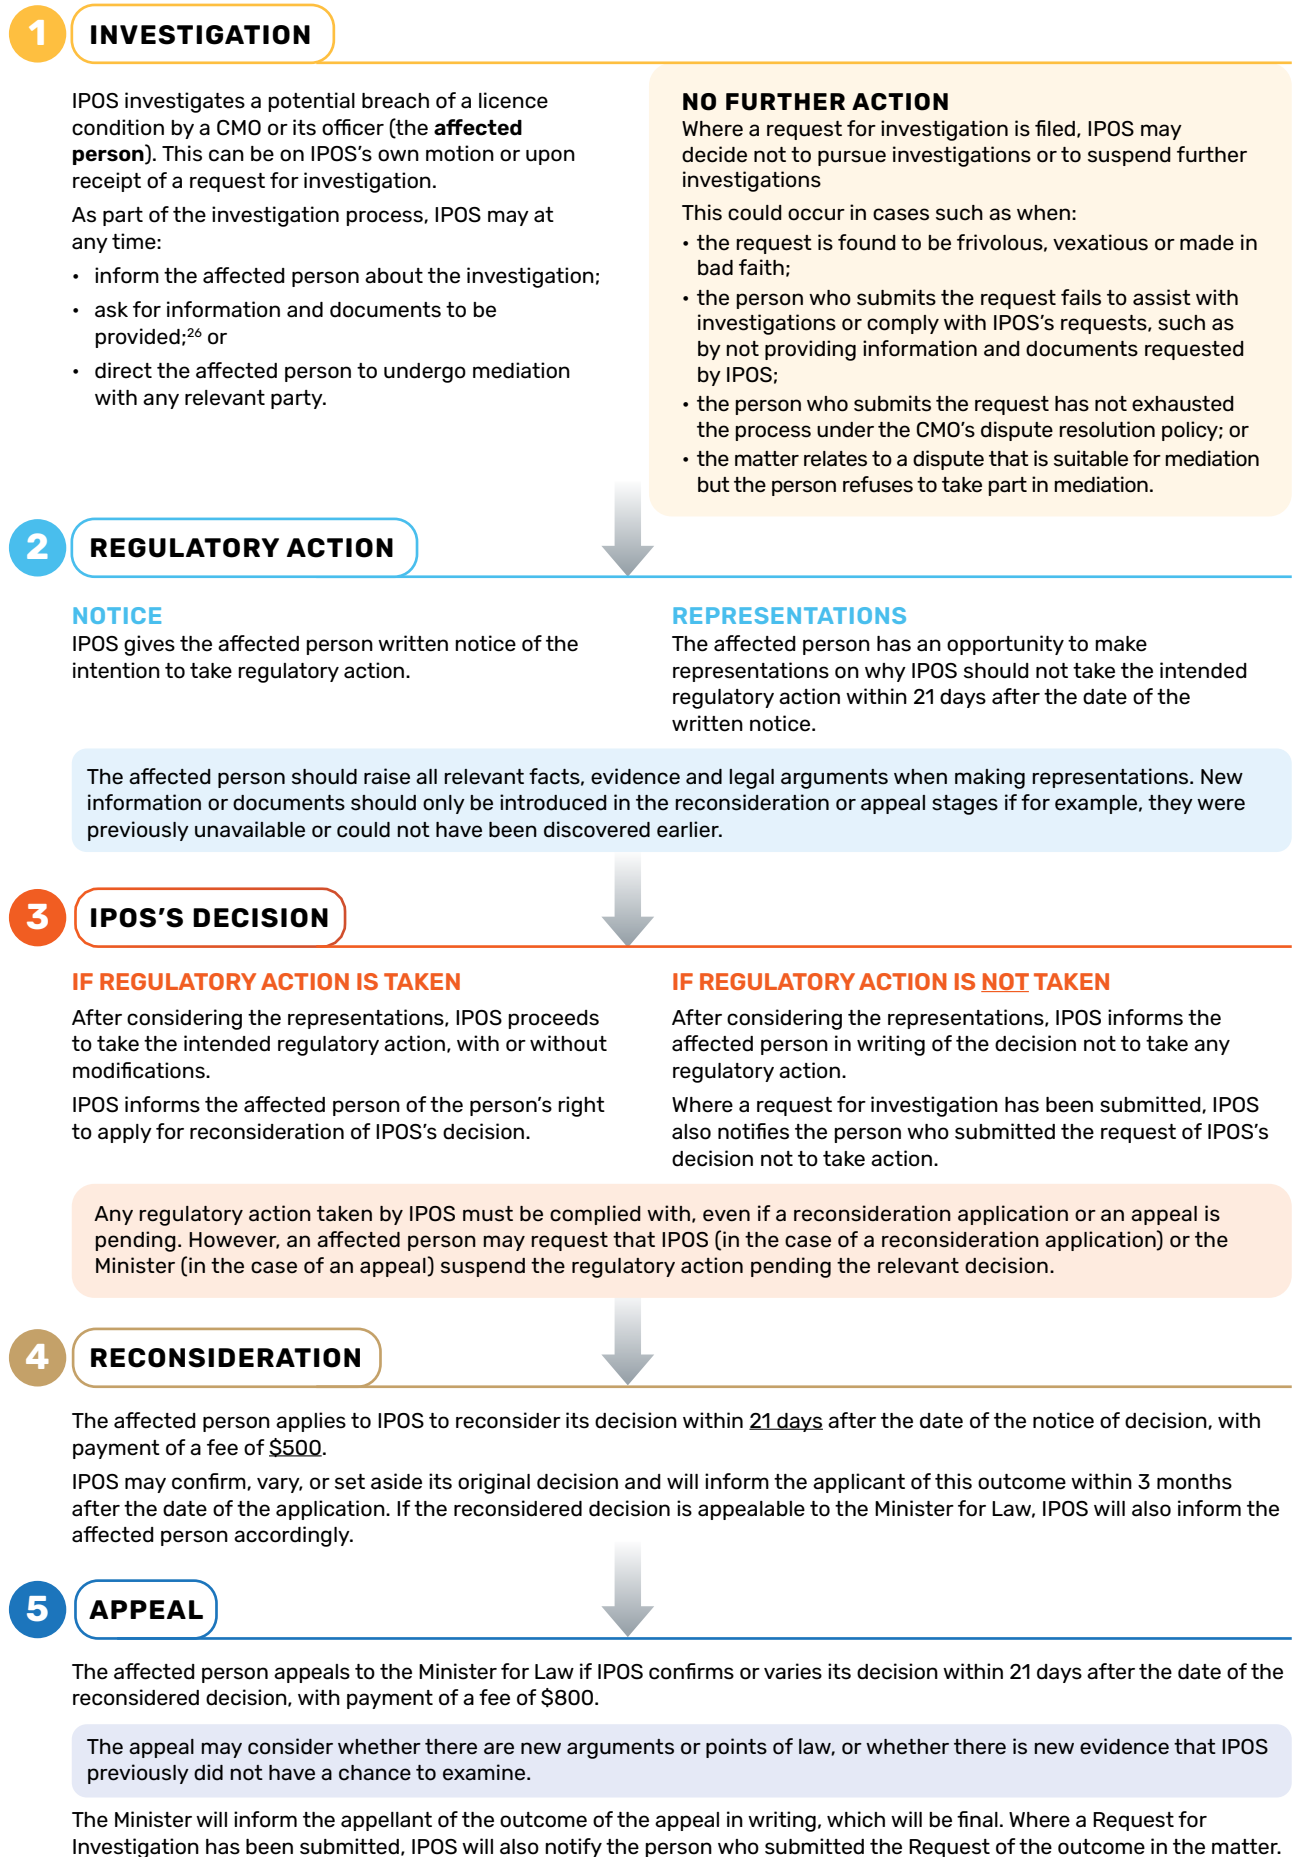 1 INVESTIGATION
IPOS investigates a potential breach of a licence
condition by a CMO or its officer (the affected
person). This can be on IPOS's own motion or upon
receipt of a request for investigation.
As part of the investigation process, IPOS may at
any time:
• inform the affected person about the investigation;
• ask for information and documents to be
provided;26 or
• direct the affected person to undergo mediation
with any relevant party.
NO FURTHER ACTION
Where a request for investigation is filed, IPOS may
decide not to pursue investigations or to suspend further
investigations
This could occur in cases such as when:
• the request is found to be frivolous, vexatious or made in
bad faith;
• the person who submits the request fails to assist with
investigations or comply with IPOS's requests, such as
by not providing information and documents requested
by IPOS;
• the person who submits the request has not exhausted
the process under the CMO's dispute resolution policy; or
• the matter relates to a dispute that is suitable for mediation
but the person refuses to take part in mediation.
2 REGULATORY ACTION
NOTICE
IPOS gives the affected person written notice of the
intention to take regulatory action.
REPRESENTATIONS
The affected person has an opportunity to make
representations on why IPOS should not take the intended
regulatory action within 21 days after the date of the
written notice.
The affected person should raise all relevant facts, evidence and legal arguments when making representations. New
information or documents should only be introduced in the reconsideration or appeal stages if for example, they were
previously unavailable or could not have been discovered earlier.
3 IPOS'S DECISION
IF REGULATORY ACTION IS TAKEN
After considering the representations, IPOS proceeds
to take the intended regulatory action, with or without
modifications.
IPOS informs the affected person of the person's right
to apply for reconsideration of IPOS's decision.
IF REGULATORY ACTION IS NOT TAKEN
After considering the representations, IPOS informs the
affected person in writing of the decision not to take any
regulatory action.
Where a request for investigation has been submitted, IPOS
also notifies the person who submitted the request of IPOS's
decision not to take action.
Any regulatory action taken by IPOS must be complied with, even if a reconsideration application or an appeal is
pending. However, an affected person may request that IPOS (in the case of a reconsideration application) or the
Minister (in the case of an appeal) suspend the regulatory action pending the relevant decision.
4 RECONSIDERATION
The affected person applies to IPOS to reconsider its decision within 21 days after the date of the notice of decision, with
payment of a fee of $500.
IPOS may confirm, vary, or set aside its original decision and will inform the applicant of this outcome within 3 months
after the date of the application. If the reconsidered decision is appealable to the Minister for Law, IPOS will also inform the
affected person accordingly.
5 APPEAL
The affected person appeals to the Minister for Law if IPOS confirms or varies its decision within 21 days after the date of the
reconsidered decision, with payment of a fee of $800.
The appeal may consider whether there are new arguments or points of law, or whether there is new evidence that IPOS
previously did not have a chance to examine.
The Minister will inform the appellant of the outcome of the appeal in writing, which will be final. Where a Request for
Investigation has been submitted, IPOS will also notify the person who submitted the Request of the outcome in the matter.